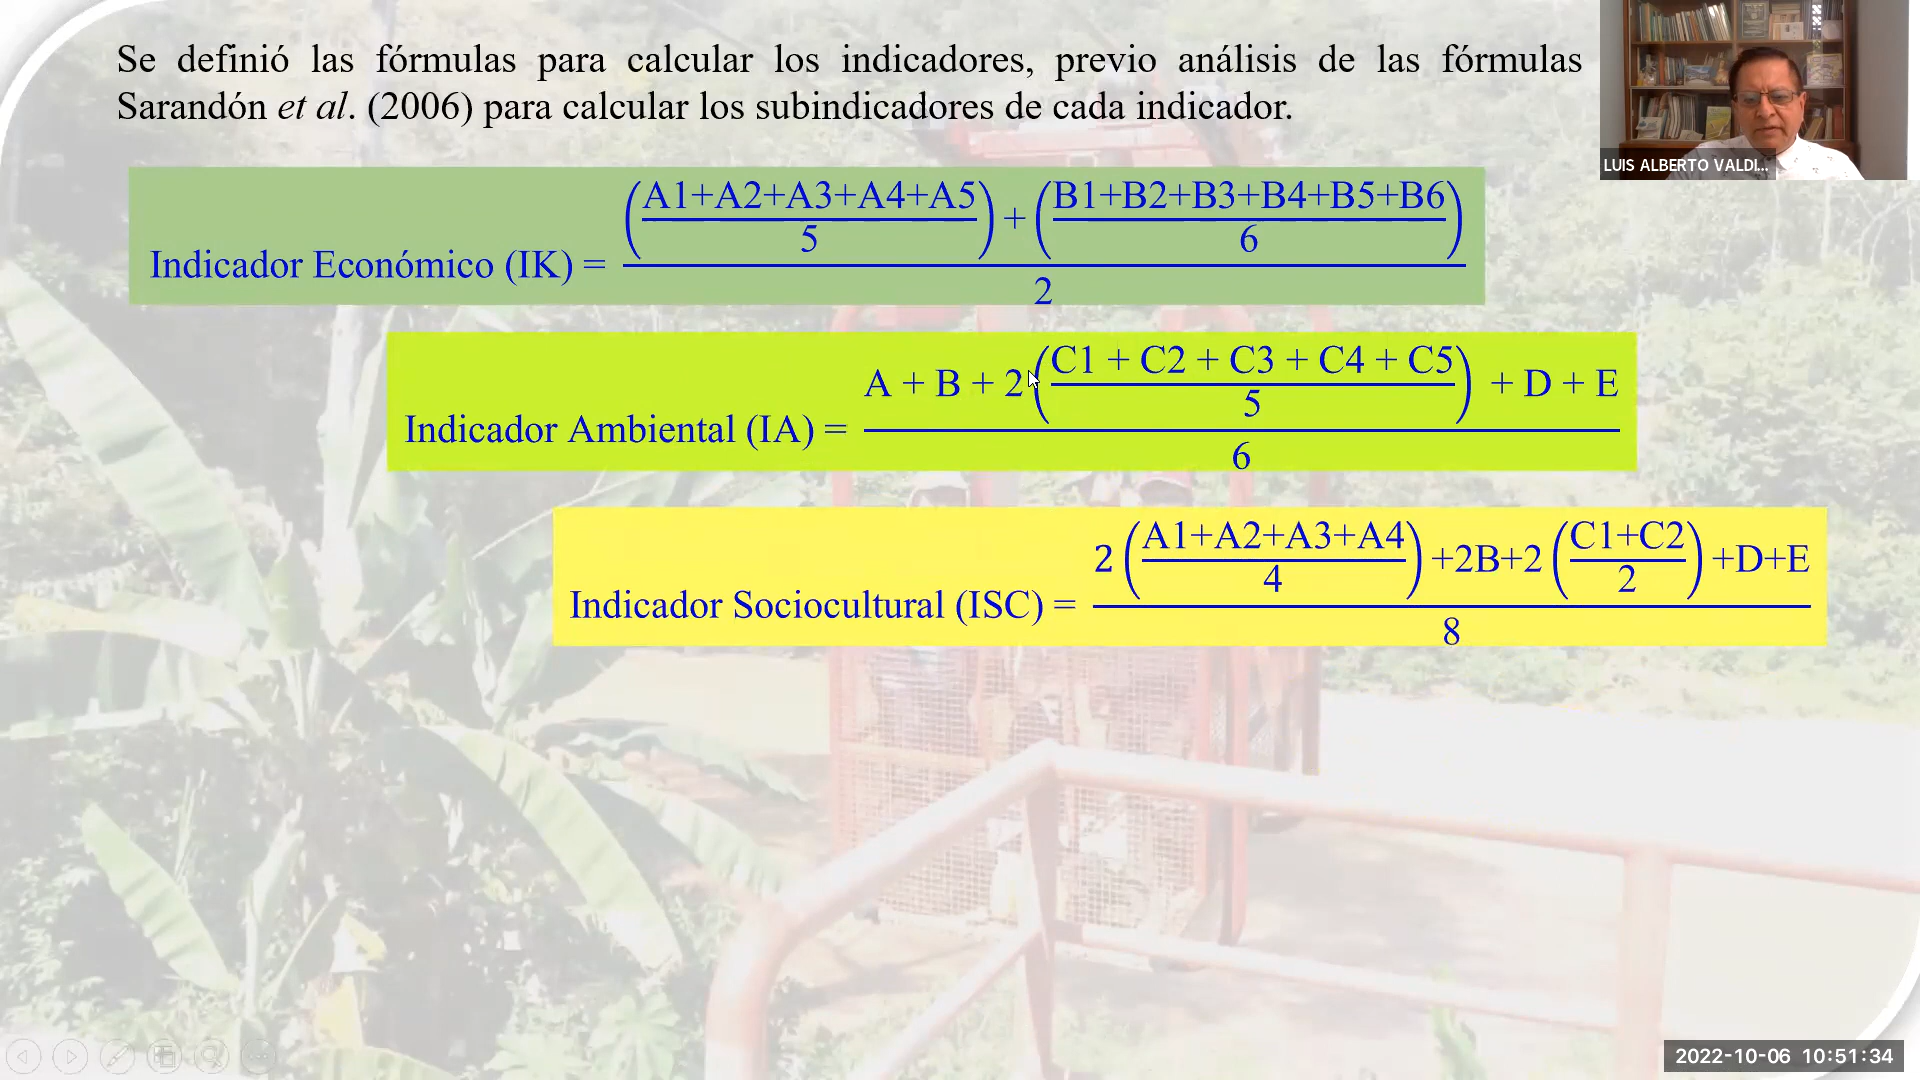 Se definió las fórmulas para calcular los indicadores, previo análisis de las fórmulas
Sarandón et al. (2006) para calcular los subindicadores de cada indicador.
LUIS ALBERTO VALDI...
Indicador Económico (IK) = ((A1+A2+A3+A4+A5)/5) + ((B1+B2+B3+B4+B5+B6)/6) / 2
Indicador Ambiental (IA) = A + B + 2((C1 + C2 + C3 + C4 + C5)/5) + D + E / 6
Indicador Sociocultural (ISC) = 2((A1+A2+A3+A4)/4) +2B+2((C1+C2)/2) +D+E / 8
2022-10-06 10:51:34